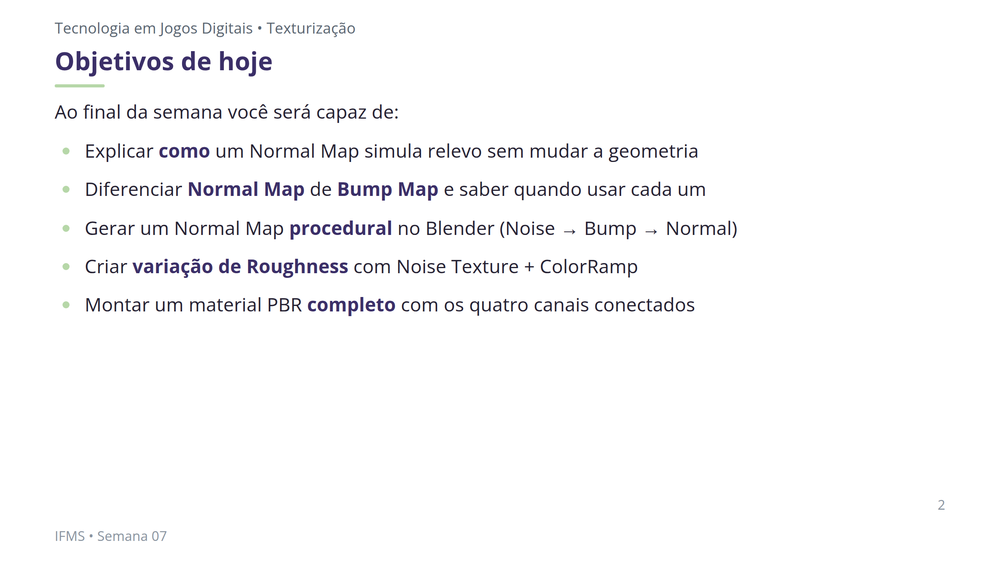 Tecnologia em Jogos Digitais • Texturização
Objetivos de hoje
Ao final da semana você será capaz de:
• Explicar como um Normal Map simula relevo sem mudar a geometria
• Diferenciar Normal Map de Bump Map e saber quando usar cada um
• Gerar um Normal Map procedural no Blender (Noise → Bump → Normal)
• Criar variação de Roughness com Noise Texture + ColorRamp
• Montar um material PBR completo com os quatro canais conectados
2
IFMS • Semana 07